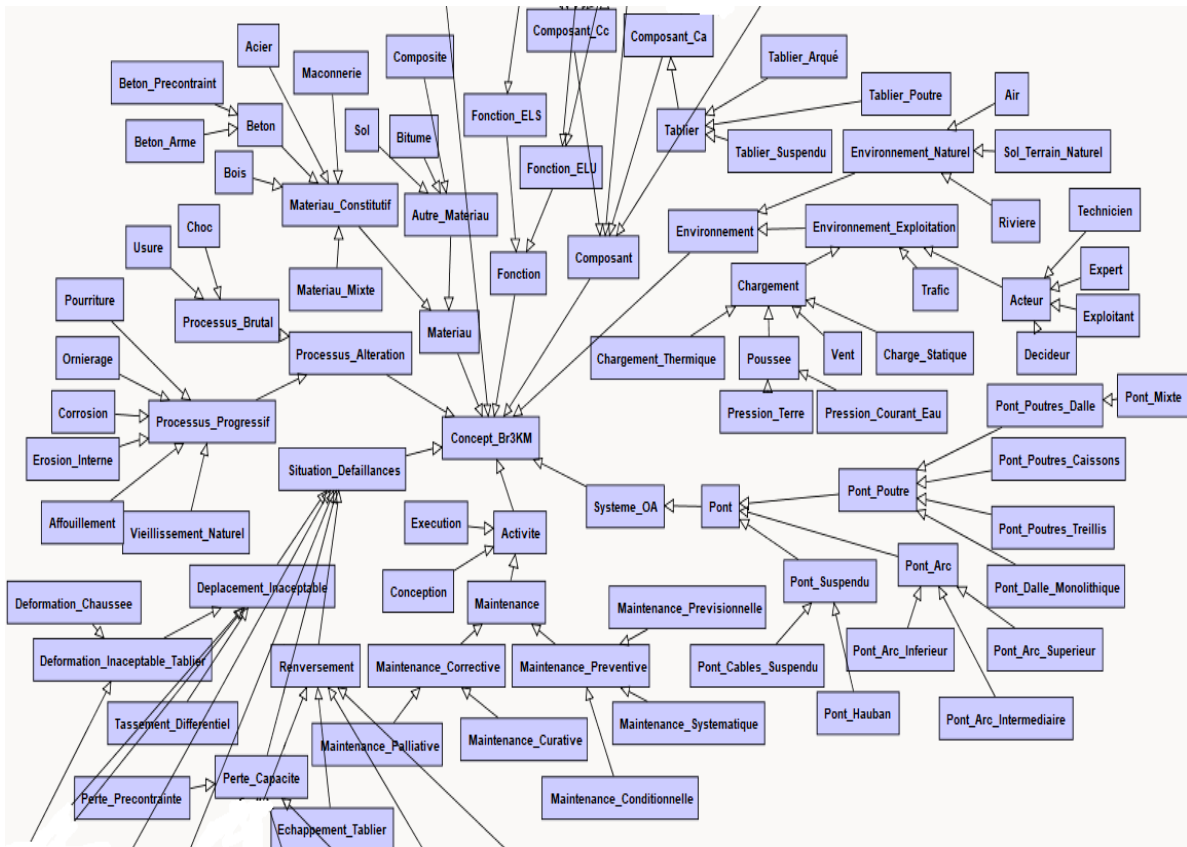 Composant_Cc
Composant_Ca
Acier
Tablier_Arqué
Maconnerie
Composite
Air
Beton_Precontraint
Tablier_Poutre
Fonction_ELS
Beton
Sol
Bitume
Tablier
Beton_Arme
Tablier_Suspendu
Environnement_Naturel
Sol_Terrain_Naturel
Fonction_ELU
Bois
Materiau_Constitutif
Autre_Materiau
Choc
Environnement
Environnement_Exploitation
Riviere
Technicien
Usure
Fonction
Composant
Expert
Materiau_Mixte
Chargement
Trafic
Acteur
Pourriture
Processus_Brutal
Materiau
Exploitant
Processus_Alteration
Chargement_Thermique
Poussee
Vent
Charge_Statique
Decideur
Ornierage
Pression_Terre
Pression_Courant_Eau
Pont_Poutres_Dalle
Pont_Mixte
Corrosion
Processus_Progressif
Concept_Br3KM
Erosion_Interne
Situation_Defaillances
Pont_Poutres_Caissons
Pont_Poutre
Systeme_OA
Pont
Affouillement
Vieillissement_Naturel
Execution
Activite
Pont_Poutres_Treillis
Pont_Arc
Deplacement_Inaceptable
Conception
Pont_Suspendu
Pont_Dalle_Monolithique
Deformation_Chaussee
Maintenance
Maintenance_Previsionnelle
Deformation_Inaceptable_Tablier
Renversement
Maintenance_Corrective
Maintenance_Preventive
Pont_Cables_Suspendu
Pont_Arc_Inferieur
Pont_Arc_Superieur
Tassement_Differentiel
Maintenance_Palliative
Maintenance_Curative
Maintenance_Systematique
Pont_Hauban
Pont_Arc_Intermediaire
Perte_Precontrainte
Perte_Capacite
Maintenance_Conditionnelle
Echappement_Tablier